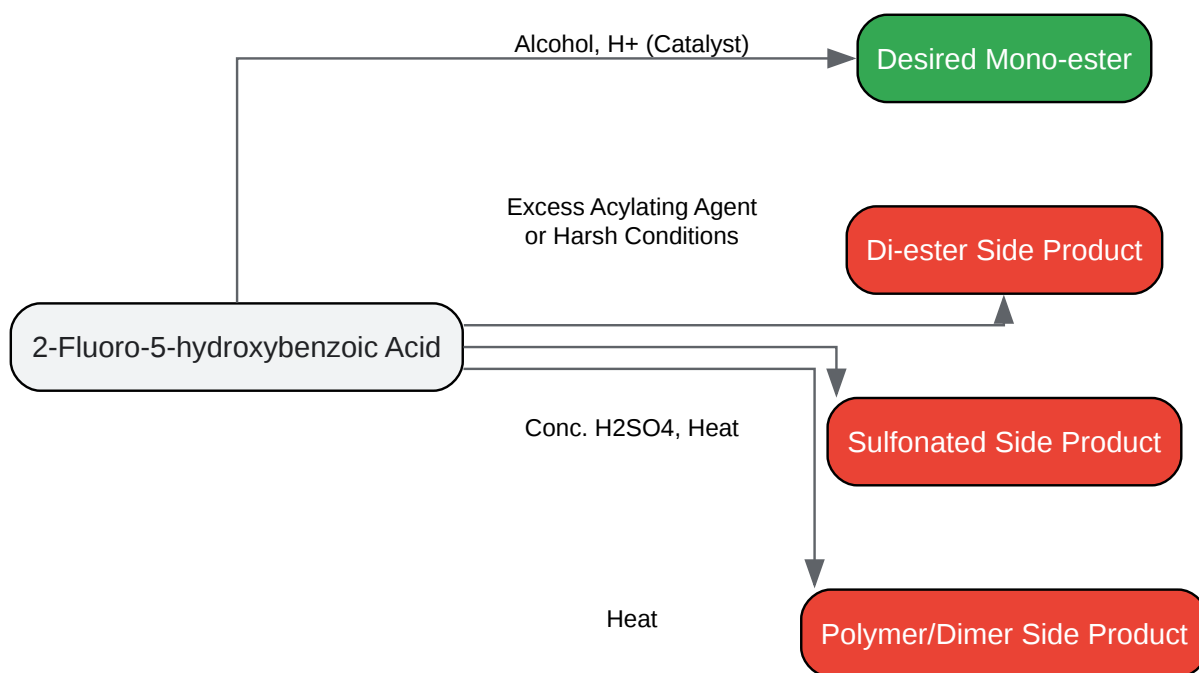 Alcohol, H+ (Catalyst)
Desired Mono-ester
Excess Acylating Agent
or Harsh Conditions
Di-ester Side Product
2-Fluoro-5-hydroxybenzoic Acid
Conc. H2SO4, Heat
Sulfonated Side Product
Heat
Polymer/Dimer Side Product